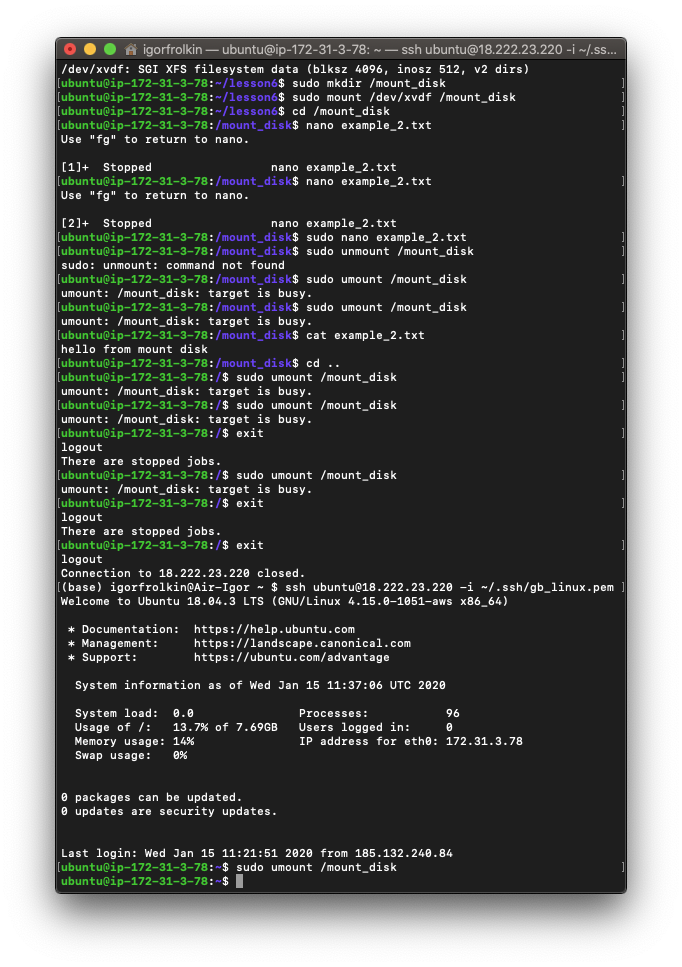 igorfrolkin — ubuntu@ip-172-31-3-78: ~ — ssh ubuntu@18.222.23.220 -i ~/.ss...
/dev/xvdf: SGI XFS filesystem data (blksz 4096, inosz 512, v2 dirs)
[ubuntu@ip-172-31-3-78:~/lesson6$ sudo mkdir /mount_disk ]
[ubuntu@ip-172-31-3-78:~/lesson6$ sudo mount /dev/xvdf /mount_disk ]
[ubuntu@ip-172-31-3-78:~/lesson6$ cd /mount_disk ]
[ubuntu@ip-172-31-3-78:/mount_disk$ nano example_2.txt ]
Use "fg" to return to nano.
[1]+  Stopped                 nano example_2.txt
[ubuntu@ip-172-31-3-78:/mount_disk$ nano example_2.txt ]
Use "fg" to return to nano.
[2]+  Stopped                 nano example_2.txt
[ubuntu@ip-172-31-3-78:/mount_disk$ sudo nano example_2.txt ]
[ubuntu@ip-172-31-3-78:/mount_disk$ sudo unmount /mount_disk ]
sudo: unmount: command not found
[ubuntu@ip-172-31-3-78:/mount_disk$ sudo umount /mount_disk ]
umount: /mount_disk: target is busy.
[ubuntu@ip-172-31-3-78:/mount_disk$ sudo umount /mount_disk ]
umount: /mount_disk: target is busy.
[ubuntu@ip-172-31-3-78:/mount_disk$ cat example_2.txt ]
hello from mount disk
[ubuntu@ip-172-31-3-78:/mount_disk$ cd .. ]
[ubuntu@ip-172-31-3-78:/$ sudo umount /mount_disk ]
umount: /mount_disk: target is busy.
[ubuntu@ip-172-31-3-78:/$ sudo umount /mount_disk ]
umount: /mount_disk: target is busy.
[ubuntu@ip-172-31-3-78:/$ exit ]
logout
There are stopped jobs.
[ubuntu@ip-172-31-3-78:/$ sudo umount /mount_disk ]
umount: /mount_disk: target is busy.
[ubuntu@ip-172-31-3-78:/$ exit ]
logout
There are stopped jobs.
[ubuntu@ip-172-31-3-78:/$ exit ]
logout
Connection to 18.222.23.220 closed.
[(base) igorfrolkin@Air-Igor ~ $ ssh ubuntu@18.222.23.220 -i ~/.ssh/gb_linux.pem ]
Welcome to Ubuntu 18.04.3 LTS (GNU/Linux 4.15.0-1051-aws x86_64)
* Documentation:  https://help.ubuntu.com
* Management:     https://landscape.canonical.com
* Support:        https://ubuntu.com/advantage
System information as of Wed Jan 15 11:37:06 UTC 2020
System load:  0.0               Processes:           96
Usage of /:   13.7% of 7.69GB   Users logged in:     0
Memory usage: 14%               IP address for eth0: 172.31.3.78
Swap usage:   0%
0 packages can be updated.
0 updates are security updates.
Last login: Wed Jan 15 11:21:51 2020 from 185.132.240.84
[ubuntu@ip-172-31-3-78:~$ sudo umount /mount_disk ]
ubuntu@ip-172-31-3-78:~$